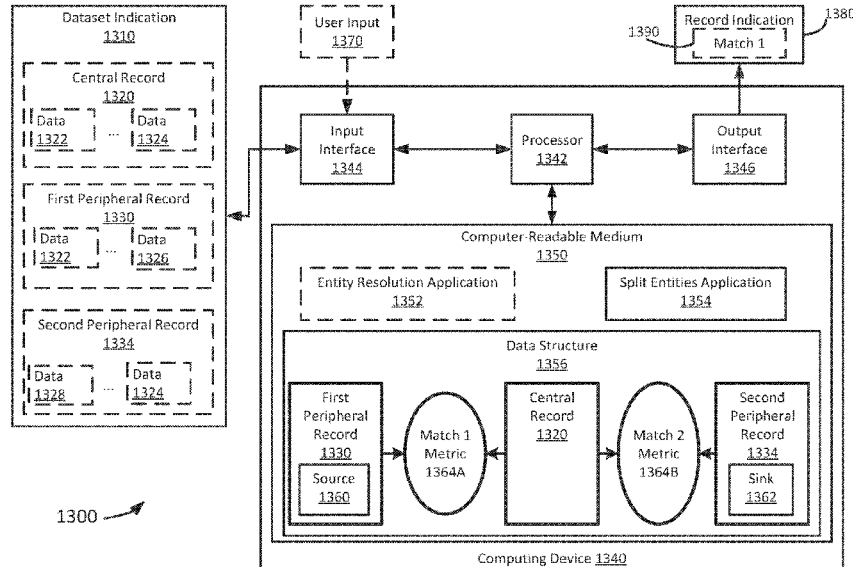 Dataset Indication
1310
Central Record
1320
Data
1322
...
Data
1324
First Peripheral Record
1330
Data
1322
...
Data
1326
Second Peripheral Record
1334
Data
1328
...
Data
1324
User Input
1370
Record Indication
1390
Match 1
1380
Input
Interface
1344
Processor
1342
Output
Interface
1346
Computer-Readable Medium
1350
Entity Resolution Application
1352
Split Entities Application
1354
Data Structure
1356
First
Peripheral
Record
1330
Source
1360
Match 1
Metric
1364A
Central
Record
1320
Match 2
Metric
1364B
Second
Peripheral
Record
1334
Sink
1362
Computing Device 1340
1300